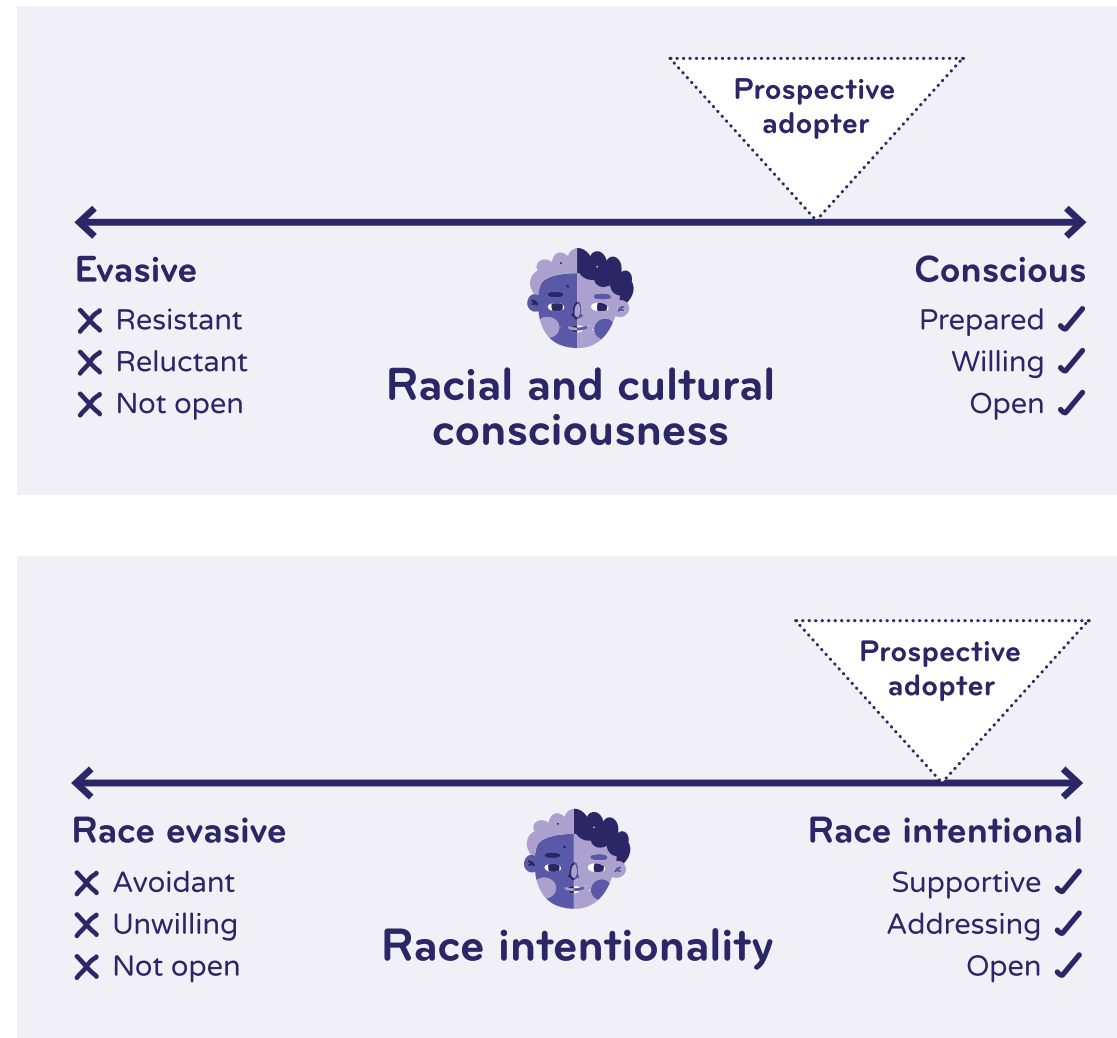 Prospective
adopter
Evasive
Resistant
Reluctant
Not open
Racial and cultural
consciousness
Conscious
Prepared
Willing
Open
Prospective
adopter
Race evasive
Avoidant
Unwilling
Not open
Race intentionality
Race intentional
Supportive
Addressing
Open